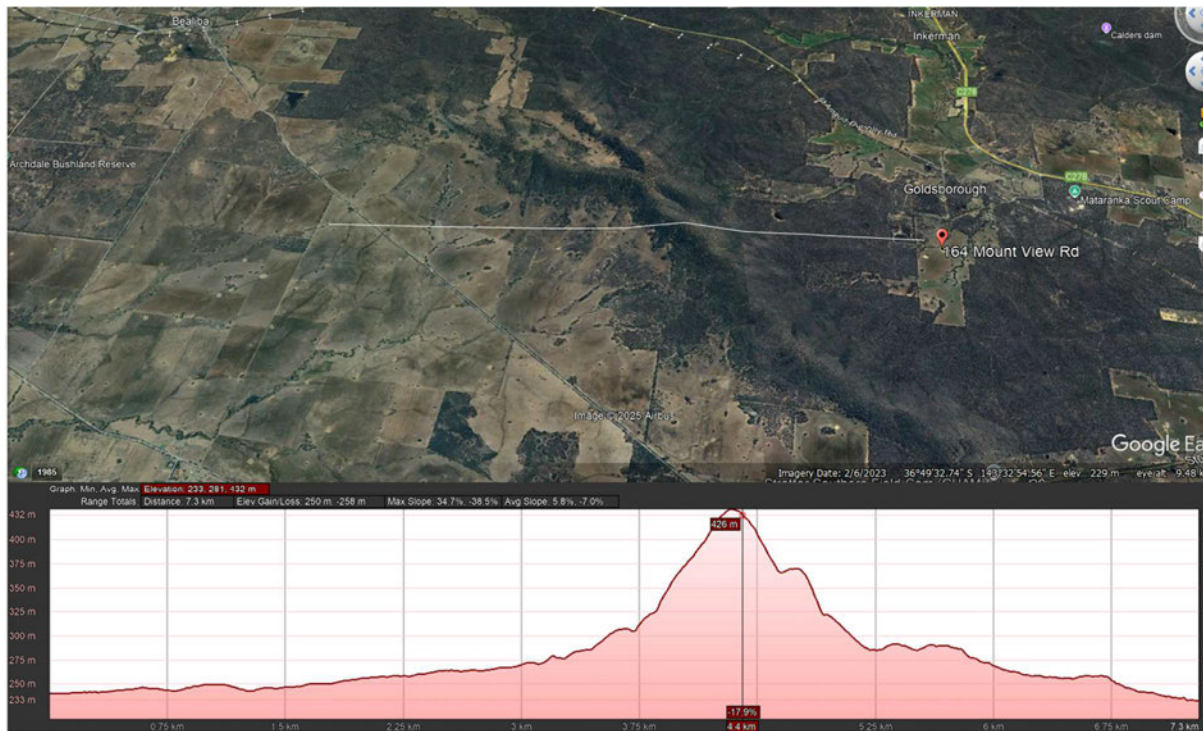 Bealiba
INKERMAN
Inkerman
Calders dam
C278
Archdale Bushland Reserve
Goldsborough
C278
Mataranka Scout Camp
164 Mount View Rd
Image © 2025 Airbus
Google Ea
1985
Imagery Date: 2/6/2023 36°49'32.74" S 143°32'54.56" E elev 229 m eye alt 9.48 k
Graph: Min, Avg, Max Elevation: 233, 281, 432 m
Range Totals: Distance: 7.3 km Elev Gain/Loss: 250 m, -258 m Max Slope: 34.7%, -38.5% Avg Slope: 5.8%, -7.0%
432 m
426 m
400 m
375 m
350 m
325 m
300 m
275 m
250 m
233 m
-17.9%
0.75 km 1.5 km 2.25 km 3 km 3.75 km 4.4 km 5.25 km 6 km 6.75 km 7.3 km